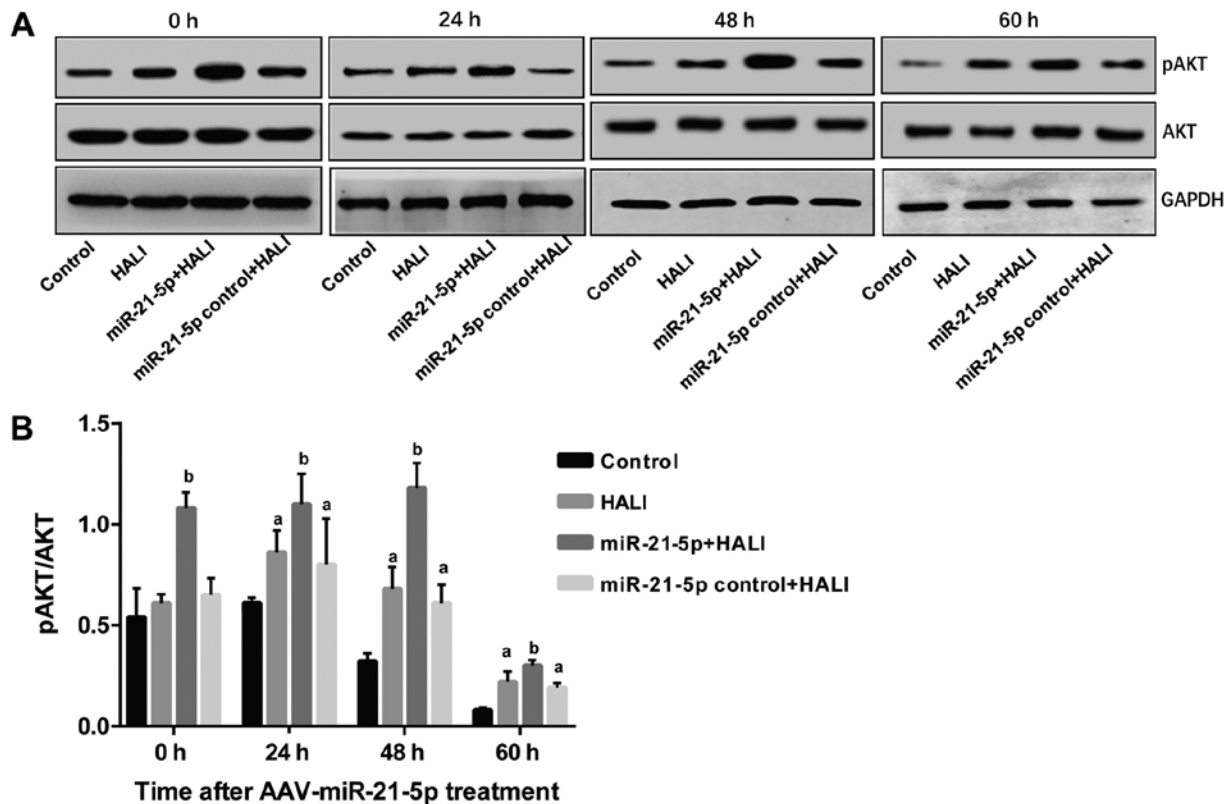 A
0 h 24 h 48 h 60 h
pAKT
AKT
GAPDH
Control HALI miR-21-5p+HALI miR-21-5p control+HALI Control HALI miR-21-5p+HALI miR-21-5p control+HALI Control HALI miR-21-5p+HALI miR-21-5p control+HALI Control HALI miR-21-5p+HALI miR-21-5p control+HALI
B
pAKT/AKT
1.5
1.0
0.5
0.0
b
a b a
a b a
a b a
0 h 24 h 48 h 60 h
Time after AAV-miR-21-5p treatment
Control
HALI
miR-21-5p+HALI
miR-21-5p control+HALI